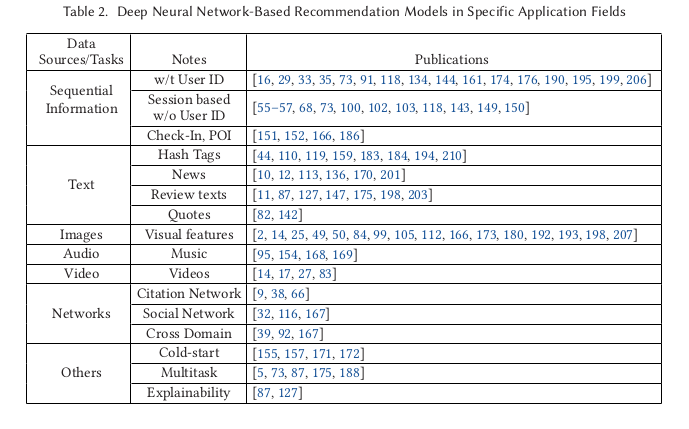 Table 2. Deep Neural Network-Based Recommendation Models in Specific Application Fields
Data
Sources/Tasks Notes Publications
Sequential
Information
w/t User ID [16, 29, 33, 35, 73, 91, 118, 134, 144, 161, 174, 176, 190, 195, 199, 206]
Session based
w/o User ID [55–57, 68, 73, 100, 102, 103, 118, 143, 149, 150]
Check-In, POI [151, 152, 166, 186]
Text
Hash Tags [44, 110, 119, 159, 183, 184, 194, 210]
News [10, 12, 113, 136, 170, 201]
Review texts [11, 87, 127, 147, 175, 198, 203]
Quotes [82, 142]
Images Visual features [2, 14, 25, 49, 50, 84, 99, 105, 112, 166, 173, 180, 192, 193, 198, 207]
Audio Music [95, 154, 168, 169]
Video Videos [14, 17, 27, 83]
Networks
Citation Network [9, 38, 66]
Social Network [32, 116, 167]
Cross Domain [39, 92, 167]
Others
Cold-start [155, 157, 171, 172]
Multitask [5, 73, 87, 175, 188]
Explainability [87, 127]